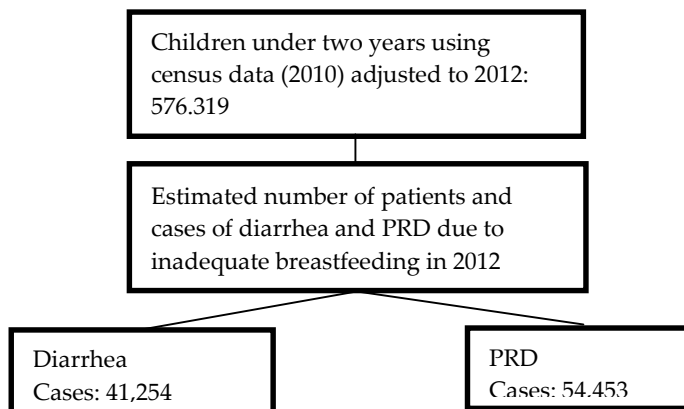 Children under two years using
census data (2010) adjusted to 2012:
576.319
Estimated number of patients and
cases of diarrhea and PRD due to
inadequate breastfeeding in 2012
Diarrhea
Cases: 41,254
PRD
Cases: 54.453